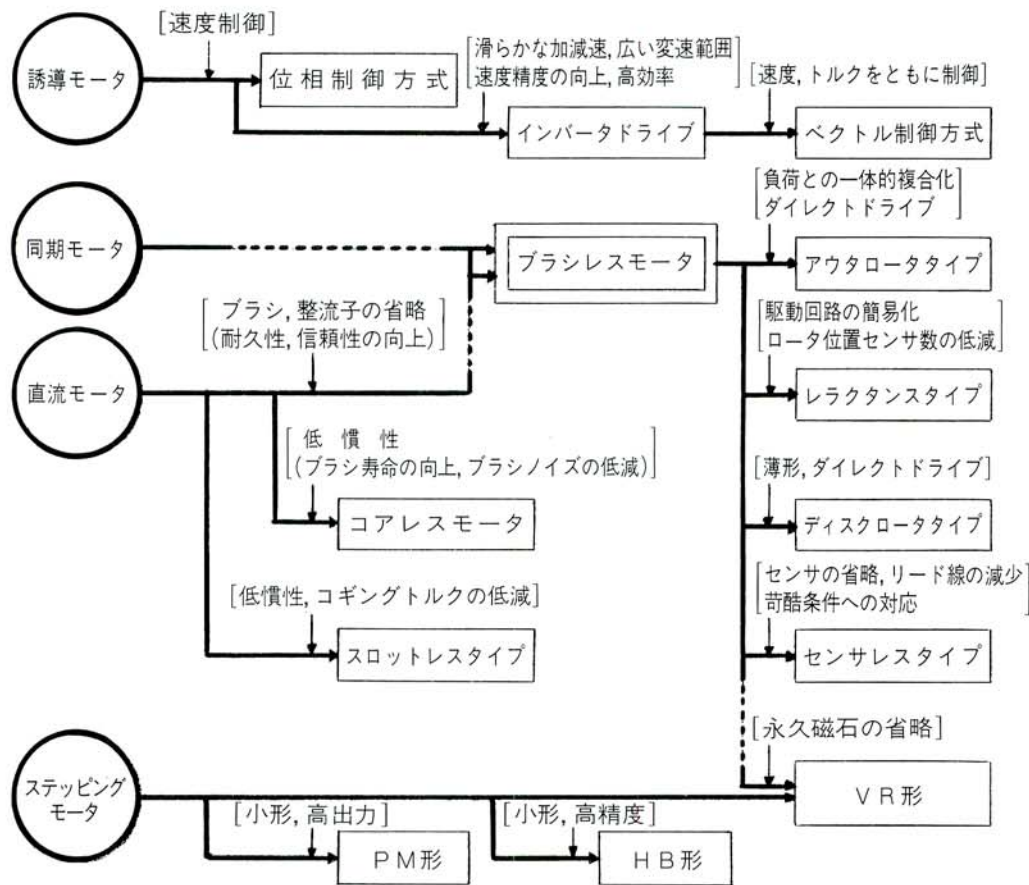 [速度制御]
誘導モータ
位相制御方式
[滑らかな加減速, 広い変速範囲
速度精度の向上, 高効率]
インバータドライブ
[速度, トルクをともに制御]
ベクトル制御方式
同期モータ
ブラシレスモータ
[負荷との一体的複合化
ダイレクトドライブ]
アウタロータタイプ
[ブラシ, 整流子の省略
(耐久性, 信頼性の向上)]
直流モータ
[駆動回路の簡易化
ロータ位置センサ数の低減]
レラクタンスタイプ
[低慣性
(ブラシ寿命の向上, ブラシノイズの低減)]
コアレスモータ
[薄形, ダイレクトドライブ]
ディスクロータタイプ
[低慣性, コギングトルクの低減]
スロットレスタイプ
[センサの省略, リード線の減少
苛酷条件への対応]
センサレスタイプ
[永久磁石の省略]
ステッピング
モータ
VR形
[小形, 高出力]
PM形
[小形, 高精度]
HB形